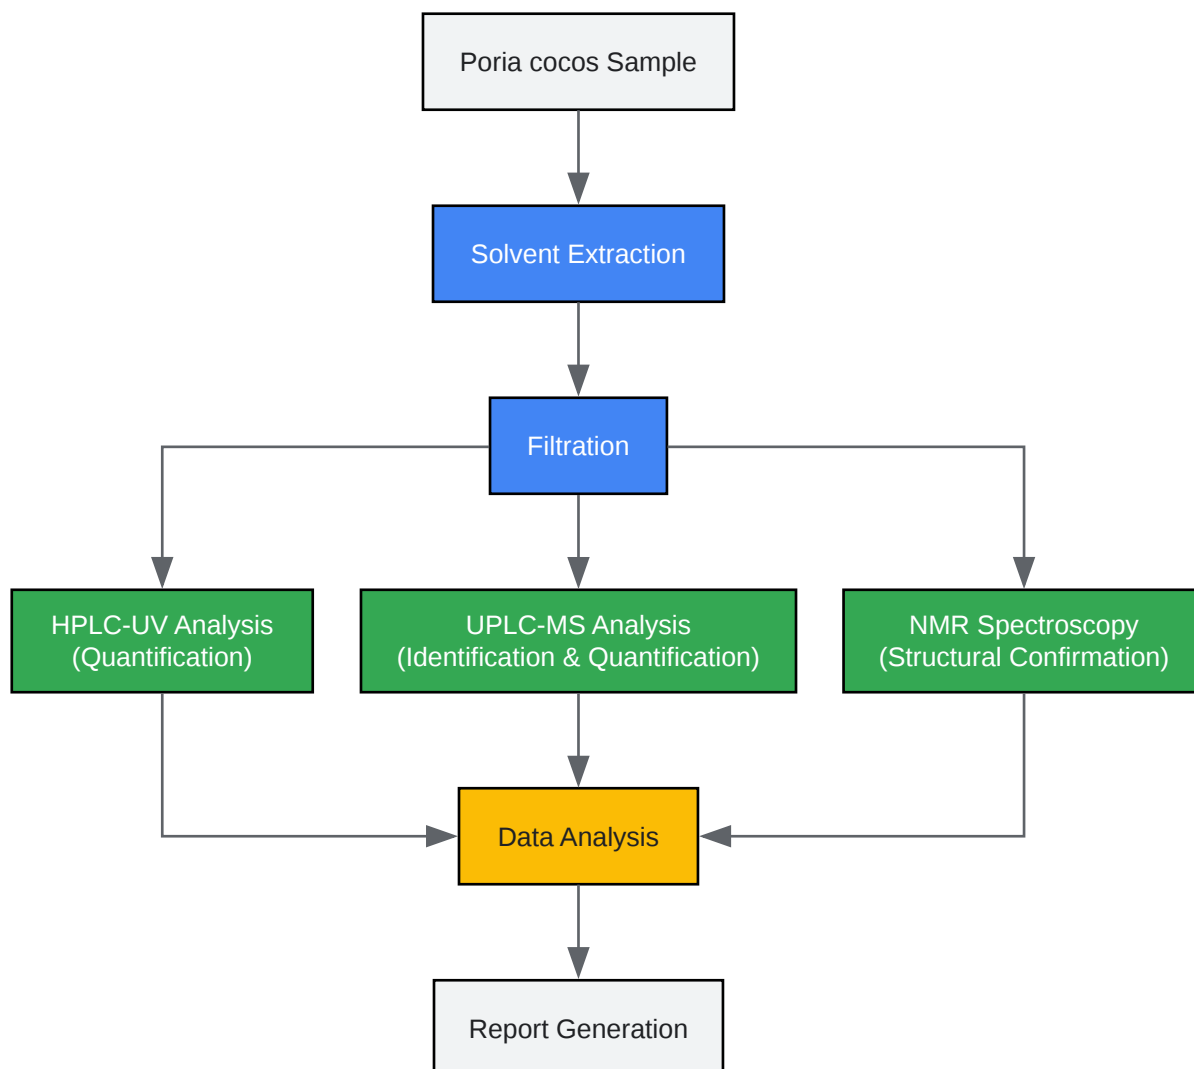 Poria cocos Sample
Solvent Extraction
Filtration
HPLC-UV Analysis
(Quantification)
UPLC-MS Analysis
(Identification & Quantification)
NMR Spectroscopy
(Structural Confirmation)
Data Analysis
Report Generation